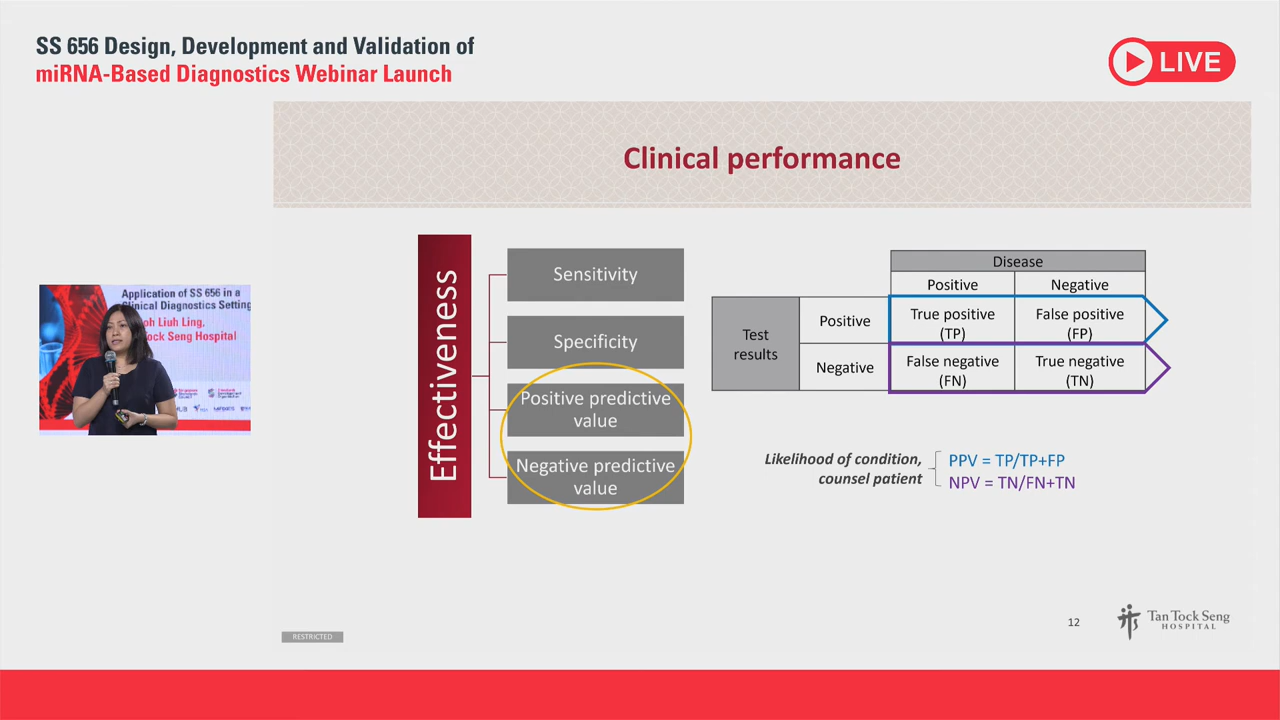 SS 656 Design, Development and Validation of
miRNA-Based Diagnostics Webinar Launch
LIVE
Clinical performance
Effectiveness
Sensitivity
Specificity
Positive predictive
value
Negative predictive
value
Disease
Positive Negative
Test
results
Positive
True positive
(TP)
False positive
(FP)
Negative
False negative
(FN)
True negative
(TN)
Likelihood of condition,
counsel patient
PPV = TP/TP+FP
NPV = TN/FN+TN
Application of SS 656 in a
Clinical Diagnostics Setting
oh Liuh Ling,
Tock Seng Hospital
RESTRICTED
12
Tan Tock Seng
HOSPITAL